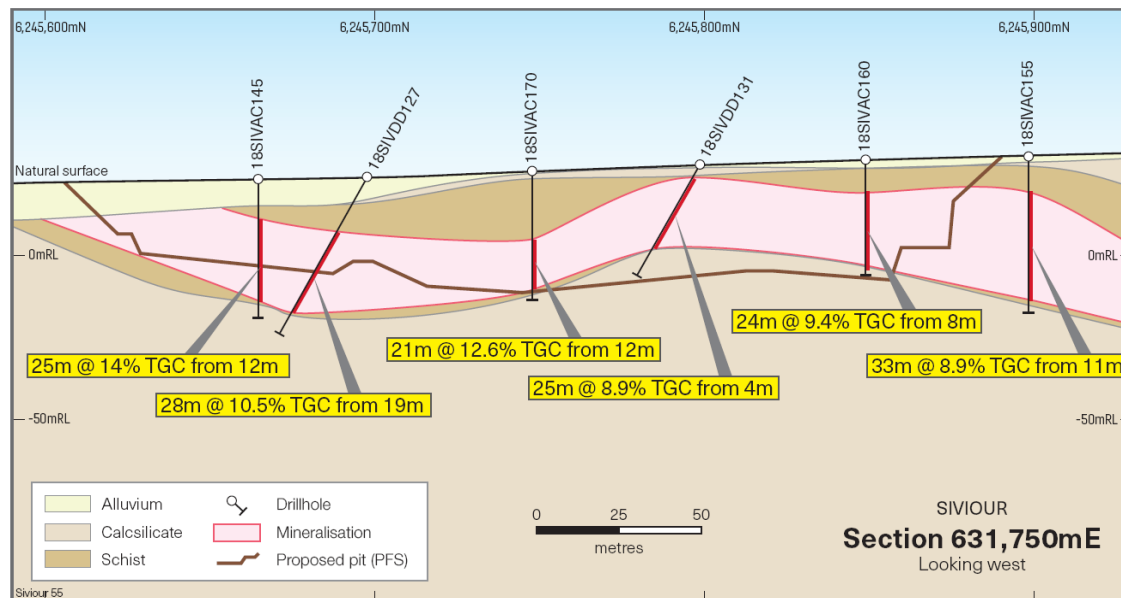 6,245,600mN
6,245,700mN
6,245,800mN
6,245,900mN
18SIVAC145
18SIVDD127
18SIVAC170
18SIVDD131
18SIVAC160
18SIVAC155
Natural surface
0mRL
0mRL
25m @ 14% TGC from 12m
28m @ 10.5% TGC from 19m
21m @ 12.6% TGC from 12m
25m @ 8.9% TGC from 4m
24m @ 9.4% TGC from 8m
33m @ 8.9% TGC from 11m
-50mRL
-50mRL
Alluvium
Calcsilicate
Schist
Drillhole
Mineralisation
Proposed pit (PFS)
0 25 50
metres
SIVIOUR
Section 631,750mE
Looking west
Siviour 55